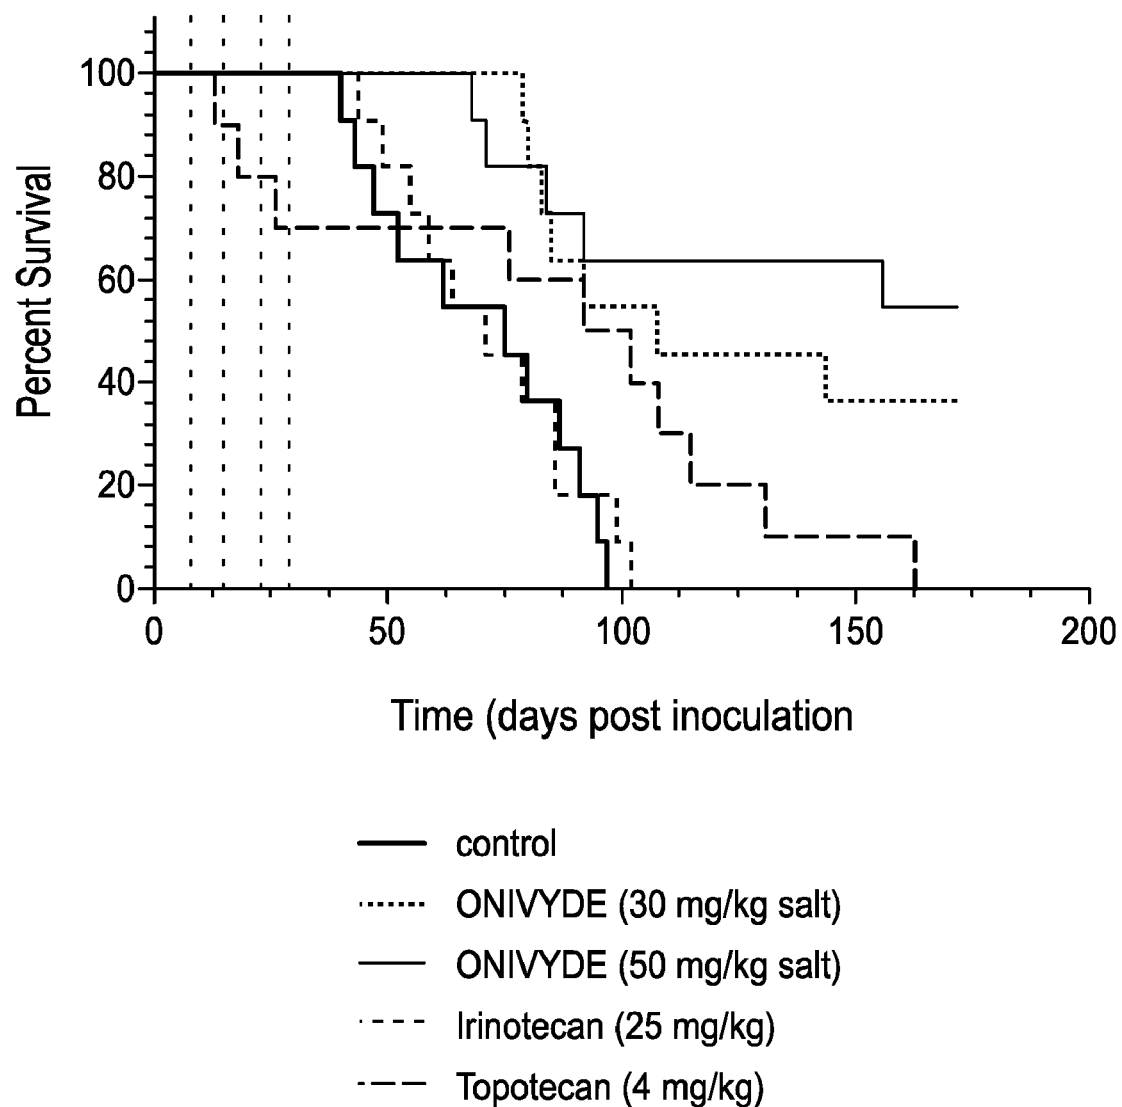 Percent Survival
100
80
60
40
20
0
0 50 100 150 200
Time (days post inoculation
control
ONIVYDE (30 mg/kg salt)
ONIVYDE (50 mg/kg salt)
Irinotecan (25 mg/kg)
Topotecan (4 mg/kg)